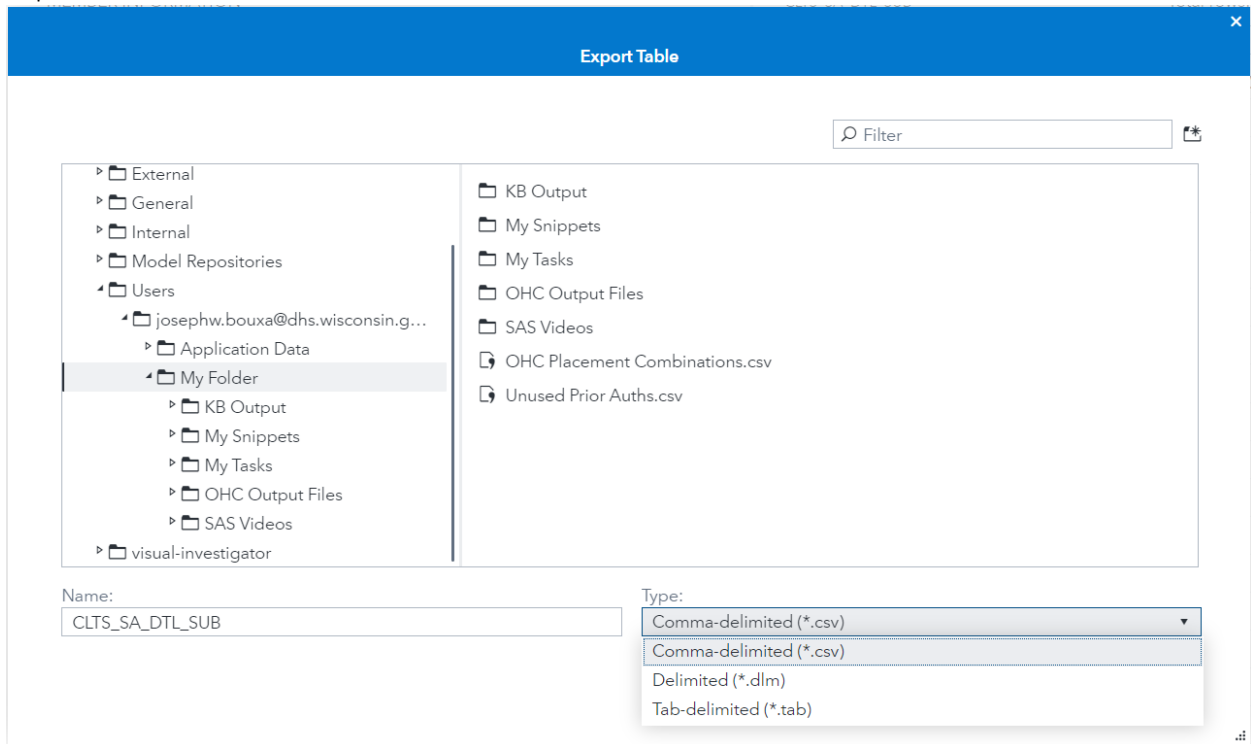 Export Table
Filter
External
General
Internal
Model Repositories
Users
josephw.bouxa@dhs.wisconsin.g...
Application Data
My Folder
KB Output
My Snippets
My Tasks
OHC Output Files
SAS Videos
visual-investigator
KB Output
My Snippets
My Tasks
OHC Output Files
SAS Videos
OHC Placement Combinations.csv
Unused Prior Auths.csv
Name:
CLTS_SA_DTL_SUB
Type:
Comma-delimited (*.csv)
Comma-delimited (*.csv)
Delimited (*.dlm)
Tab-delimited (*.tab)